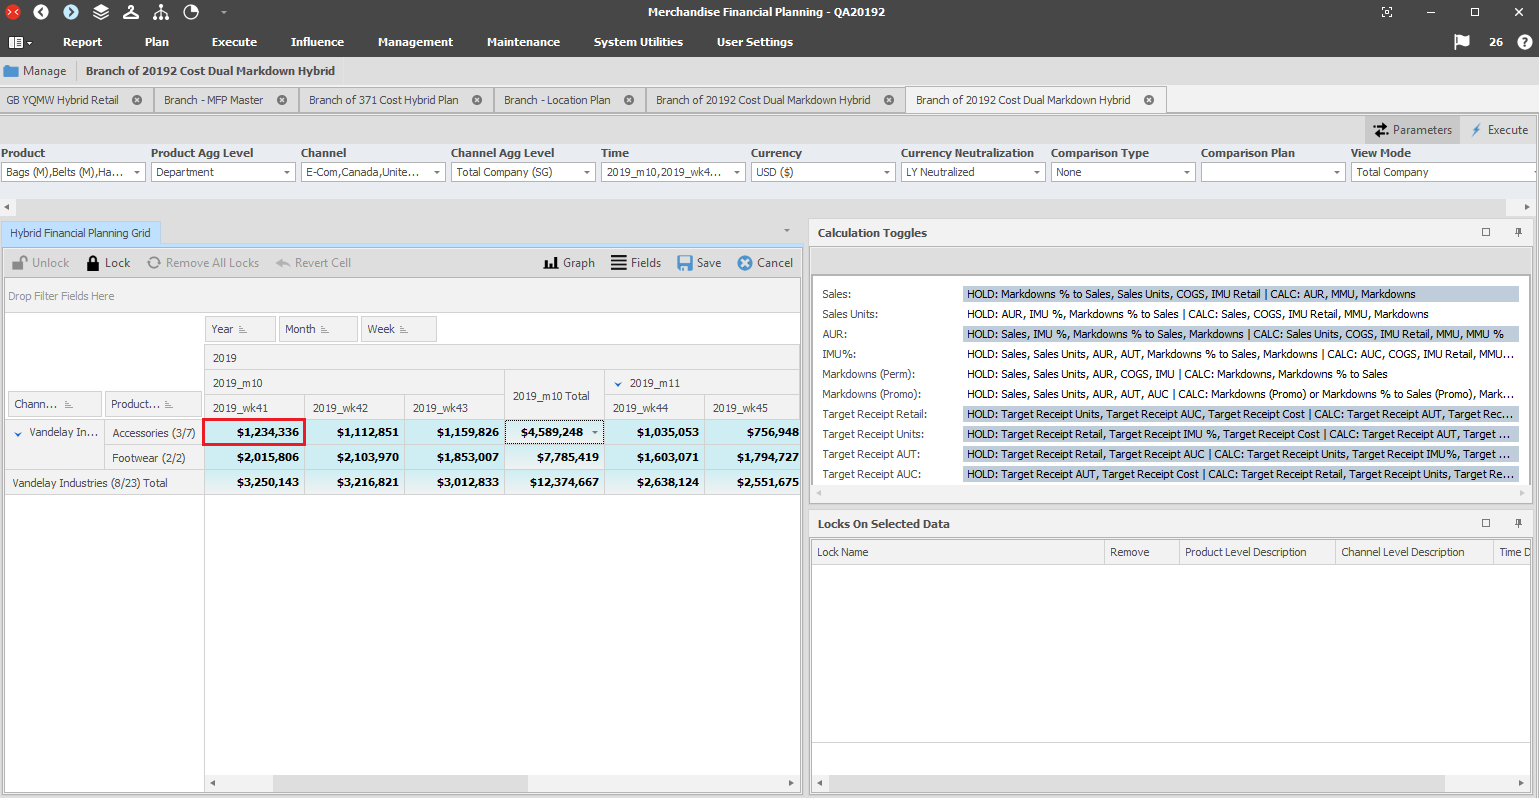 Merchandise Financial Planning - QA20192
Report Plan Execute Influence Management Maintenance System Utilities User Settings 26 ?
Manage Branch of 20192 Cost Dual Markdown Hybrid
GB YQMW Hybrid Retail Branch - MFP Master Branch of 371 Cost Hybrid Plan Branch - Location Plan Branch of 20192 Cost Dual Markdown Hybrid Branch of 20192 Cost Dual Markdown Hybrid
Parameters Execute
Product Product Agg Level Channel Channel Agg Level Time Currency Currency Neutralization Comparison Type Comparison Plan View Mode
Bags (M),Belts (M),Ha... Department E-Com,Canada,Unite... Total Company (SG) 2019_m10,2019_wk4... USD ($) LY Neutralized None Total Company
Hybrid Financial Planning Grid
Unlock Lock Remove All Locks Revert Cell Graph Fields Save Cancel
Drop Filter Fields Here
Year Month Week
2019
2019_m10 2019_m10 Total 2019_m11
Chann... Product... 2019_wk41 2019_wk42 2019_wk43 2019_wk44 2019_wk45
Vandelay In... Accessories (3/7) $1,234,336 $1,112,851 $1,159,826 $4,589,248 $1,035,053 $756,948
Footwear (2/2) $2,015,806 $2,103,970 $1,853,007 $7,785,419 $1,603,071 $1,794,727
Vandelay Industries (8/23) Total $3,250,143 $3,216,821 $3,012,833 $12,374,667 $2,638,124 $2,551,675
Calculation Toggles
Sales: HOLD: Markdowns % to Sales, Sales Units, COGS, IMU Retail | CALC: AUR, MMU, Markdowns
Sales Units: HOLD: AUR, IMU %, Markdowns % to Sales | CALC: Sales, COGS, IMU Retail, MMU, Markdowns
AUR: HOLD: Sales, IMU %, Markdowns % to Sales, Markdowns | CALC: Sales Units, COGS, IMU Retail, MMU, MMU %
IMU%: HOLD: Sales, Sales Units, AUR, AUT, Markdowns % to Sales, Markdowns | CALC: AUC, COGS, IMU Retail, MMU...
Markdowns (Perm): HOLD: Sales, Sales Units, AUR, COGS, IMU | CALC: Markdowns, Markdowns % to Sales
Markdowns (Promo): HOLD: Sales, Sales Units, AUR, AUT, AUC | CALC: Markdowns (Promo) or Markdowns % to Sales (Promo), Mark...
Target Receipt Retail: HOLD: Target Receipt Units, Target Receipt AUC, Target Receipt Cost | CALC: Target Receipt AUT, Target Rec...
Target Receipt Units: HOLD: Target Receipt Retail, Target Receipt IMU %, Target Receipt Cost | CALC: Target Receipt AUT, Target ...
Target Receipt AUT: HOLD: Target Receipt Retail, Target Receipt AUC | CALC: Target Receipt Units, Target Receipt IMU%, Target ...
Target Receipt AUC: HOLD: Target Receipt AUT, Target Receipt Cost | CALC: Target Receipt Retail, Target Receipt Units, Target Re...
Locks On Selected Data
Lock Name Remove Product Level Description Channel Level Description Time D